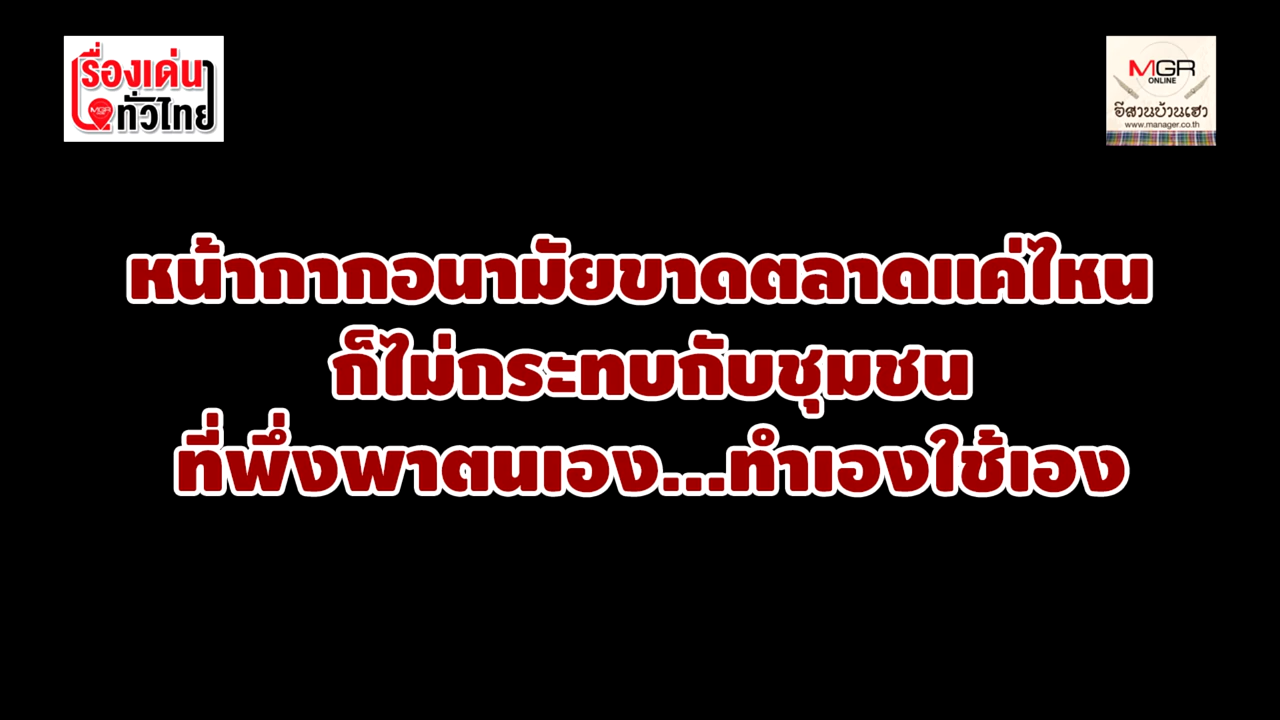 เรื่องเด่น
MGR
ทั่วไทย
MGR
ONLINE
อีสานบ้านเฮา
www.manager.co.th
หน้ากากอนามัยขาดตลาดแค่ไหน
ก็ไม่กระทบกับชุมชน
ที่พึ่งพาตนเอง...ทำเองใช้เอง